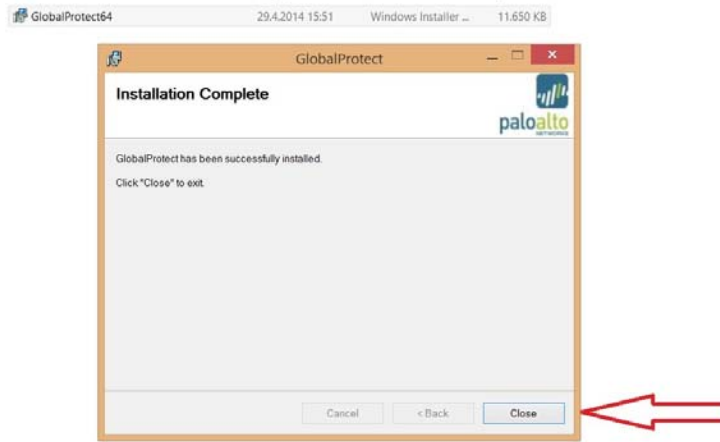 GlobalProtect64 29.4.2014 15:51 Windows Installer ... 11.650 KB
GlobalProtect
Installation Complete
paloalto
NETWORKS
GlobalProtect has been successfully installed.
Click "Close" to exit.
Cancel < Back Close